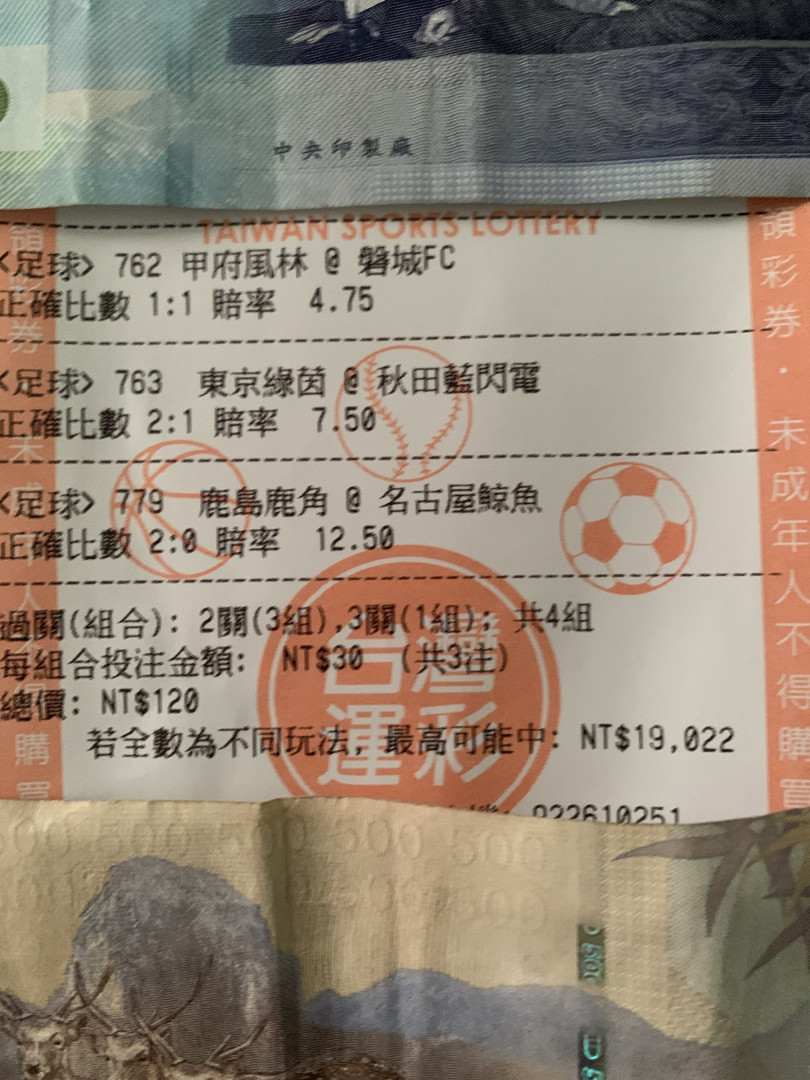 中央印製廠
TAIWAN SPORTS LOTTERY
<足球> 762 甲府風林 @ 磐城FC
正確比數 1:1 賠率 4.75
<足球> 763 東京綠茵 @ 秋田藍閃電
正確比數 2:1 賠率 7.50
<足球> 779 鹿島鹿角 @ 名古屋鯨魚
正確比數 2:0 賠率 12.50
過關(組合): 2關(3組),3關(1組); 共4組
每組合投注金額: NT$30 (共3注)
總價: NT$120
若全數為不同玩法, 最高可能中: NT$19,022
922610251
台灣
運彩
領彩券・未成年人不得購買
500 500 500 500